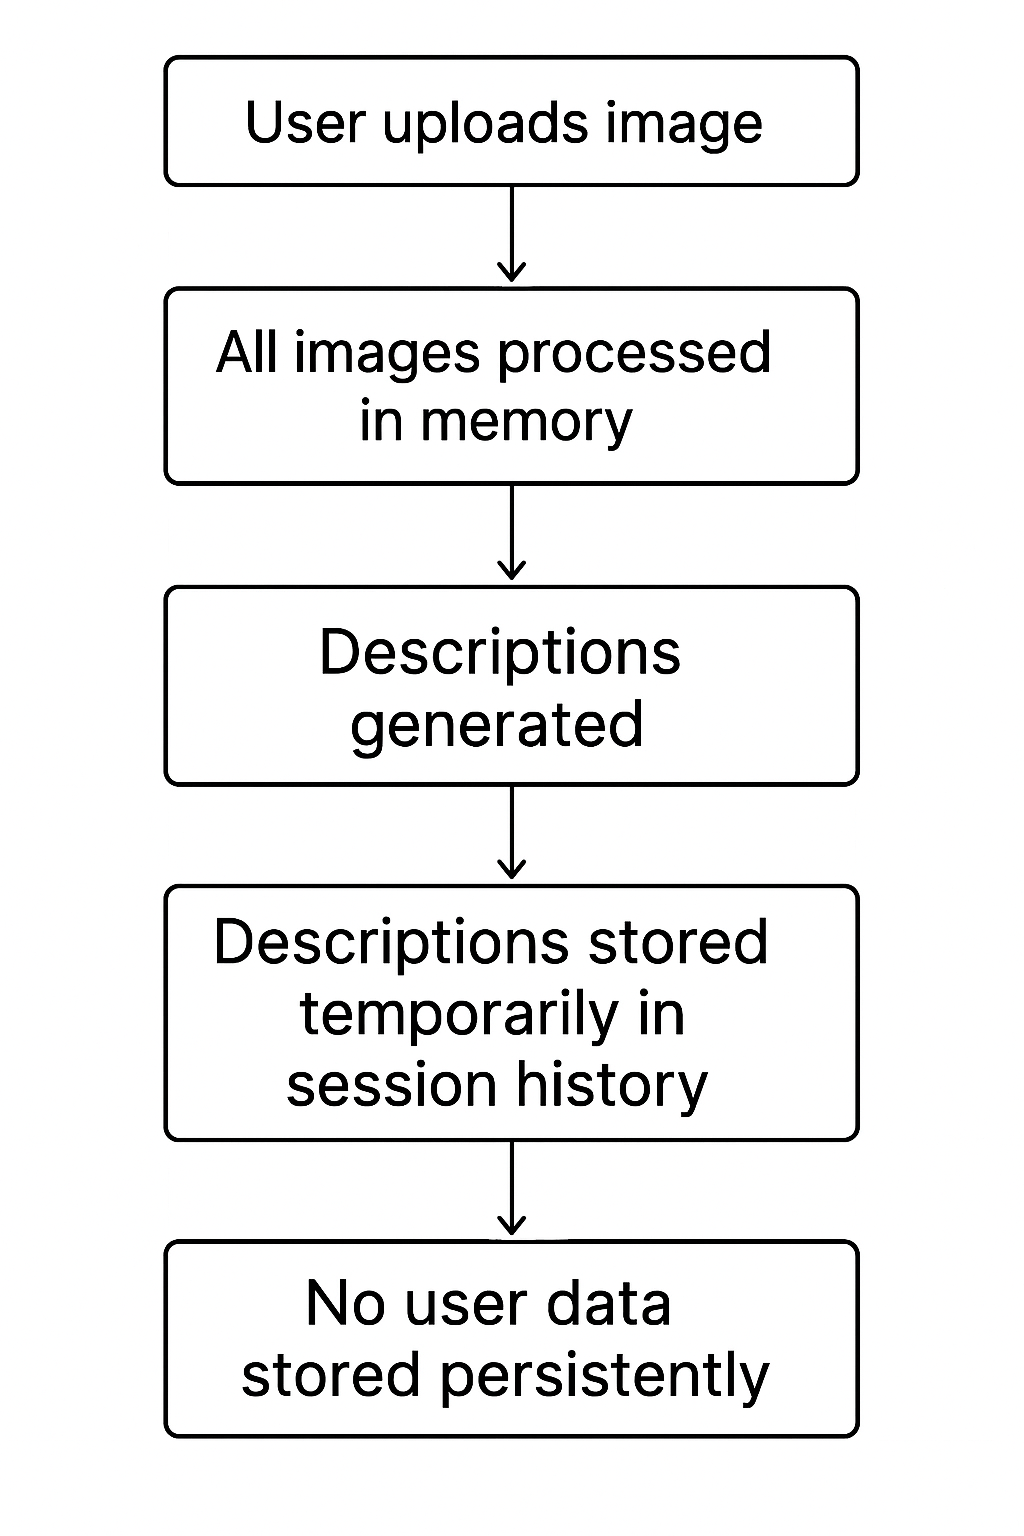 User uploads image
All images processed
in memory
Descriptions
generated
Descriptions stored
temporarily in
session history
No user data
stored persistently